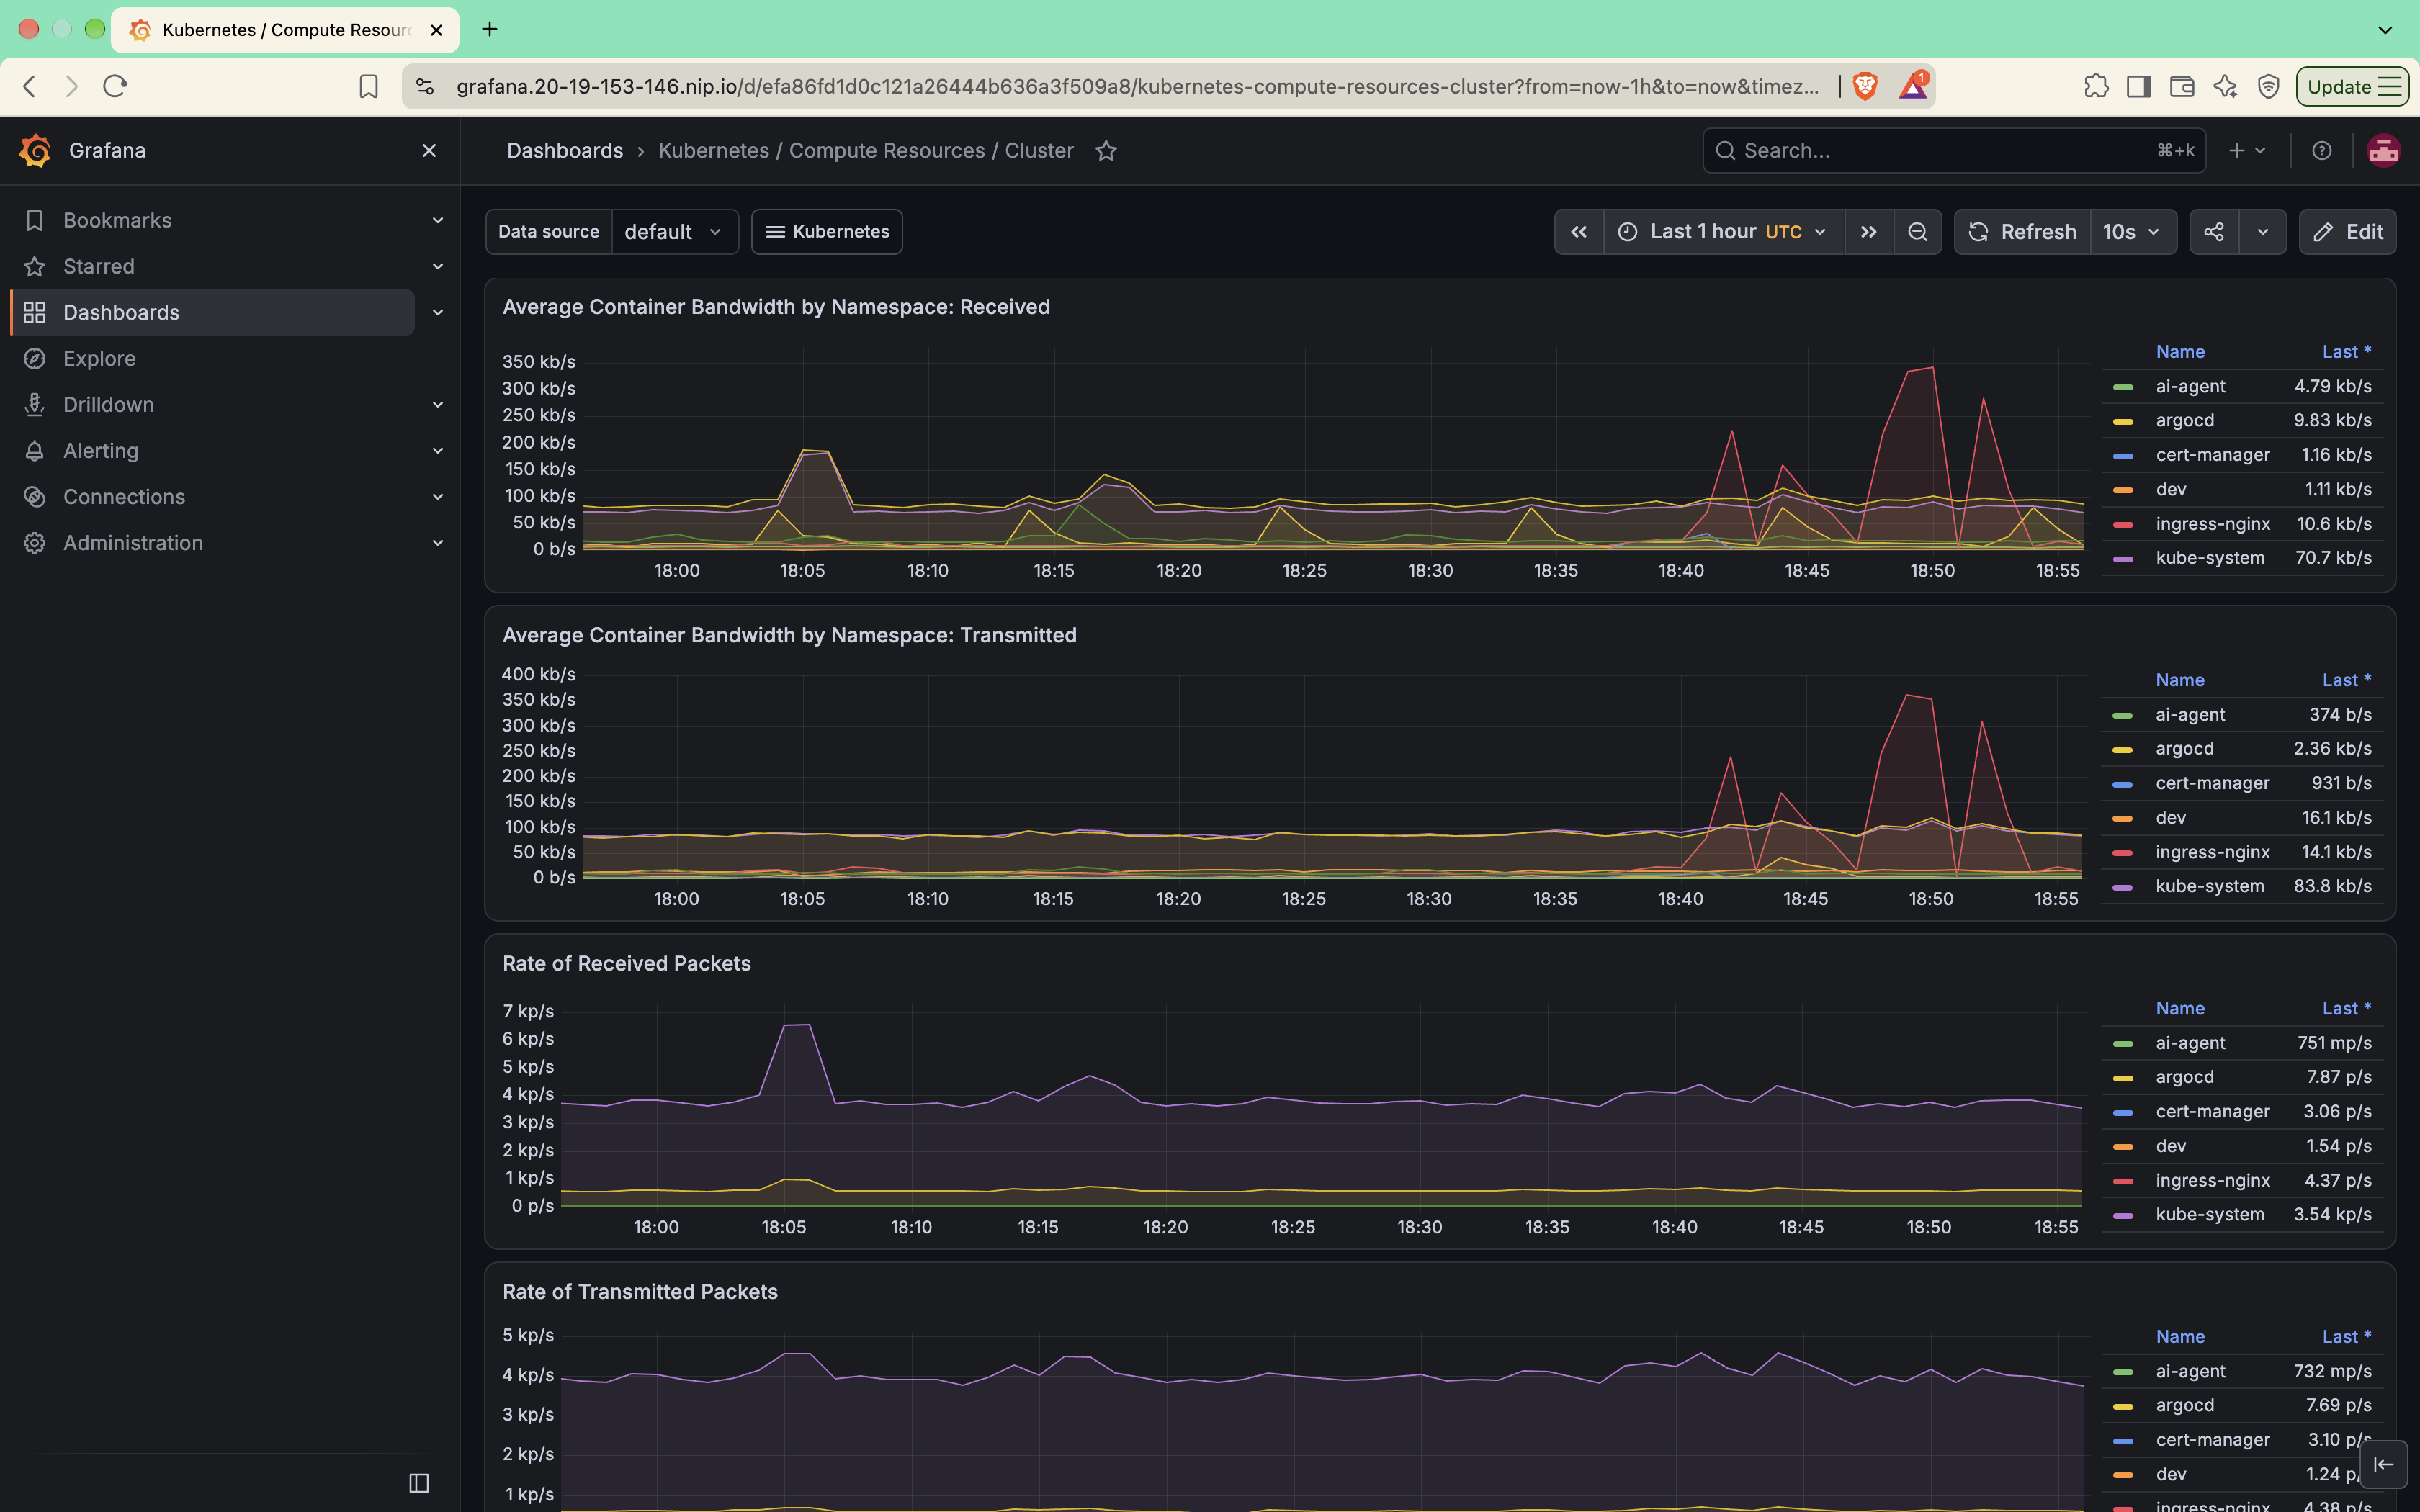 Kubernetes / Compute Resour
grafana.20-19-153-146.nip.io/d/efa86fd1d0c121a26444b636a3f509a8/kubernetes-compute-resources-cluster?from=now-1h&to=now&timez...
1
Update
Grafana
Dashboards › Kubernetes / Compute Resources / Cluster
Search...
⌘+k
Bookmarks
Starred
Dashboards
Explore
Drilldown
Alerting
Connections
Administration
Data source default
Kubernetes
Last 1 hour UTC
Refresh 10s
Edit
Average Container Bandwidth by Namespace: Received
350 kb/s
300 kb/s
250 kb/s
200 kb/s
150 kb/s
100 kb/s
50 kb/s
0 b/s
18:00 18:05 18:10 18:15 18:20 18:25 18:30 18:35 18:40 18:45 18:50 18:55
Name Last *
ai-agent 4.79 kb/s
argocd 9.83 kb/s
cert-manager 1.16 kb/s
dev 1.11 kb/s
ingress-nginx 10.6 kb/s
kube-system 70.7 kb/s
Average Container Bandwidth by Namespace: Transmitted
400 kb/s
350 kb/s
300 kb/s
250 kb/s
200 kb/s
150 kb/s
100 kb/s
50 kb/s
0 b/s
18:00 18:05 18:10 18:15 18:20 18:25 18:30 18:35 18:40 18:45 18:50 18:55
Name Last *
ai-agent 374 b/s
argocd 2.36 kb/s
cert-manager 931 b/s
dev 16.1 kb/s
ingress-nginx 14.1 kb/s
kube-system 83.8 kb/s
Rate of Received Packets
7 kp/s
6 kp/s
5 kp/s
4 kp/s
3 kp/s
2 kp/s
1 kp/s
0 p/s
18:00 18:05 18:10 18:15 18:20 18:25 18:30 18:35 18:40 18:45 18:50 18:55
Name Last *
ai-agent 751 mp/s
argocd 7.87 p/s
cert-manager 3.06 p/s
dev 1.54 p/s
ingress-nginx 4.37 p/s
kube-system 3.54 kp/s
Rate of Transmitted Packets
5 kp/s
4 kp/s
3 kp/s
2 kp/s
1 kp/s
Name Last *
ai-agent 732 mp/s
argocd 7.69 p/s
cert-manager 3.10 p/s
dev 1.24 p/
ingress-nginx 4.38 p/s